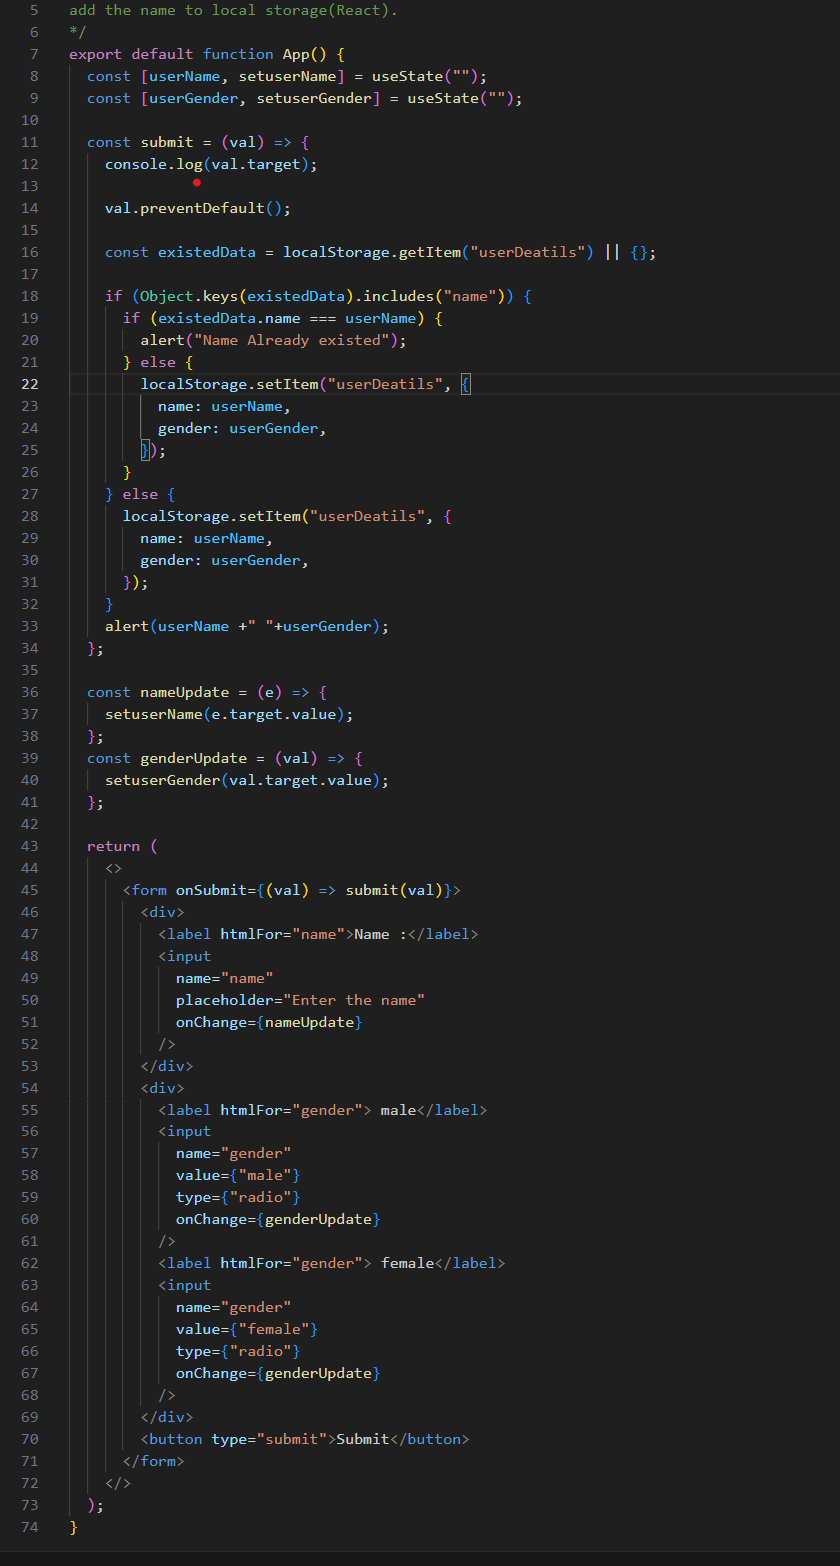 5 add the name to local storage(React).
6 */
7 export default function App() {
8 const [userName, setuserName] = useState("");
9 const [userGender, setuserGender] = useState("");
10
11 const submit = (val) => {
12 console.log(val.target);
13
14 val.preventDefault();
15
16 const existedData = localStorage.getItem("userDeatils") || {};
17
18 if (Object.keys(existedData).includes("name")) {
19 if (existedData.name === userName) {
20 alert("Name Already existed");
21 } else {
22 localStorage.setItem("userDeatils", {
23 name: userName,
24 gender: userGender,
25 });
26 }
27 } else {
28 localStorage.setItem("userDeatils", {
29 name: userName,
30 gender: userGender,
31 });
32 }
33 alert(userName +" "+userGender);
34 };
35
36 const nameUpdate = (e) => {
37 setuserName(e.target.value);
38 };
39 const genderUpdate = (val) => {
40 setuserGender(val.target.value);
41 };
42
43 return (
44 <>
45 <form onSubmit={(val) => submit(val)}>
46 <div>
47 <label htmlFor="name">Name :</label>
48 <input
49 name="name"
50 placeholder="Enter the name"
51 onChange={nameUpdate}
52 />
53 </div>
54 <div>
55 <label htmlFor="gender"> male</label>
56 <input
57 name="gender"
58 value={"male"}
59 type={"radio"}
60 onChange={genderUpdate}
61 />
62 <label htmlFor="gender"> female</label>
63 <input
64 name="gender"
65 value={"female"}
66 type={"radio"}
67 onChange={genderUpdate}
68 />
69 </div>
70 <button type="submit">Submit</button>
71 </form>
72 </>
73 );
74 }